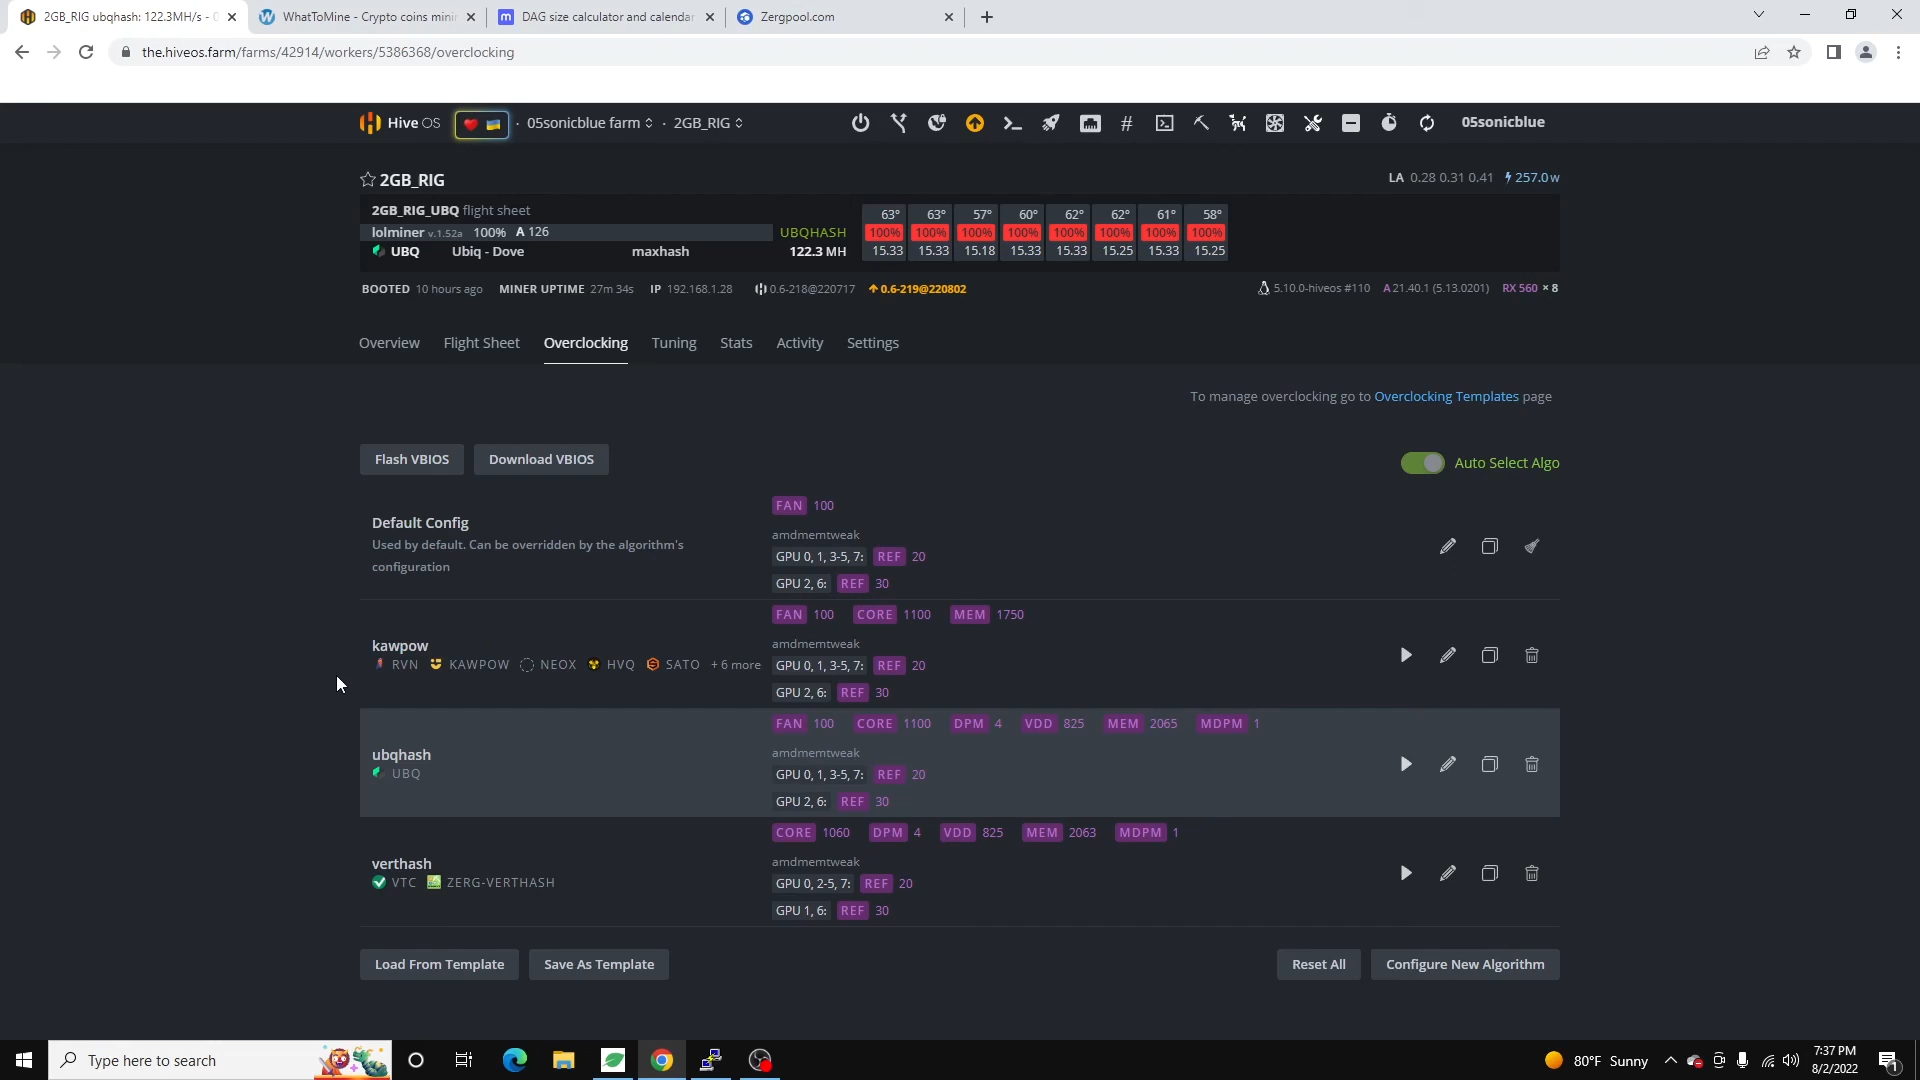 2GB_RIG ubqhash: 122.3MH/s - G
WhatToMine - Crypto coins minin
DAG size calculator and calendar
Zergpool.com
the.hiveos.farm/farms/42914/workers/5386368/overclocking
Hive OS · 05sonicblue farm · 2GB_RIG
05sonicblue
2GB_RIG
LA 0.28 0.31 0.41 257.0 w
2GB_RIG_UBQ flight sheet
63° 63° 57° 60° 62° 62° 61° 58°
lolminer v.1.52a 100% A 126 UBQHASH
100% 100% 100% 100% 100% 100% 100% 100%
UBQ Ubiq - Dove maxhash 122.3 MH
15.33 15.33 15.18 15.33 15.33 15.25 15.33 15.25
BOOTED 10 hours ago MINER UPTIME 27m 34s IP 192.168.1.28 0.6-218@220717 0.6-219@220802
5.10.0-hiveos #110 A 21.40.1 (5.13.0201) RX 560 × 8
Overview Flight Sheet Overclocking Tuning Stats Activity Settings
To manage overclocking go to Overclocking Templates page
Flash VBIOS Download VBIOS
Auto Select Algo
Default Config
Used by default. Can be overridden by the algorithm's
configuration
FAN 100
amdmemtweak
GPU 0, 1, 3-5, 7: REF 20
GPU 2, 6: REF 30
kawpow
RVN KAWPOW NEOX HVQ SATO + 6 more
FAN 100 CORE 1100 MEM 1750
amdmemtweak
GPU 0, 1, 3-5, 7: REF 20
GPU 2, 6: REF 30
ubqhash
UBQ
FAN 100 CORE 1100 DPM 4 VDD 825 MEM 2065 MDPM 1
amdmemtweak
GPU 0, 1, 3-5, 7: REF 20
GPU 2, 6: REF 30
verthash
VTC ZERG-VERTHASH
CORE 1060 DPM 4 VDD 825 MEM 2063 MDPM 1
amdmemtweak
GPU 0, 2-5, 7: REF 20
GPU 1, 6: REF 30
Load From Template Save As Template
Reset All Configure New Algorithm
Type here to search
80°F Sunny
7:37 PM
8/2/2022
1